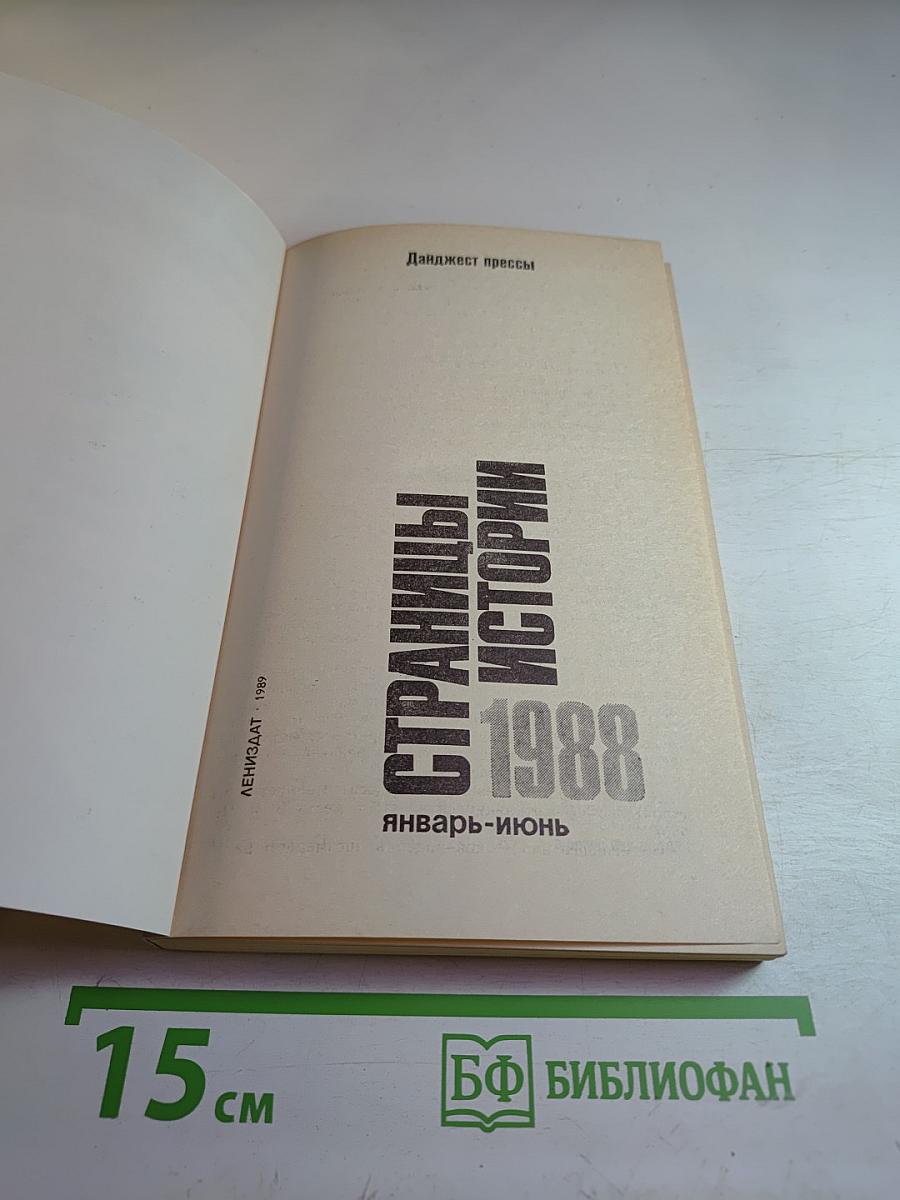 Дайджест прессы
СТРАНИЦЫ
ИСТОРИИ
1988
январь-июнь
ЛЕНИЗДАТ · 1989
15 см
БФ БИБЛИОФАН